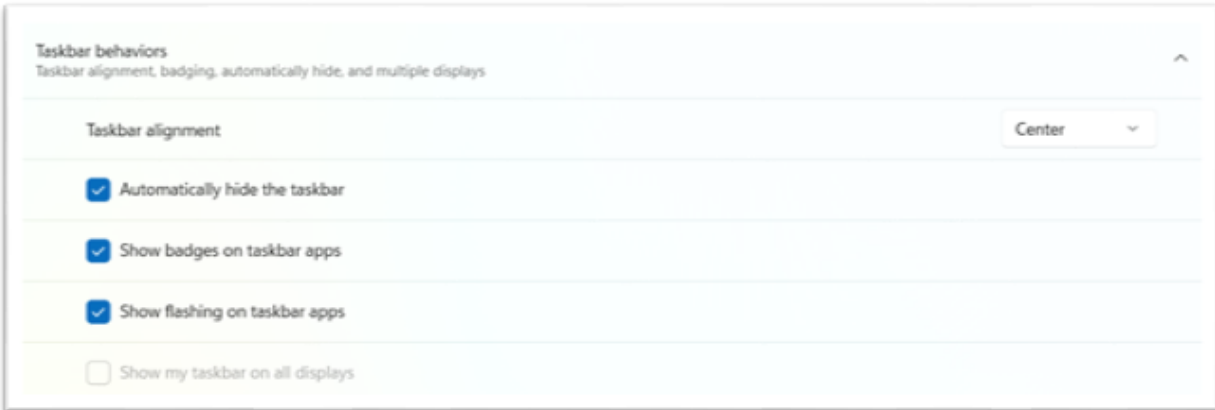 Taskbar behaviors
Taskbar alignment, badging, automatically hide, and multiple displays
Taskbar alignment
Center
Automatically hide the taskbar
Show badges on taskbar apps
Show flashing on taskbar apps
Show my taskbar on all displays